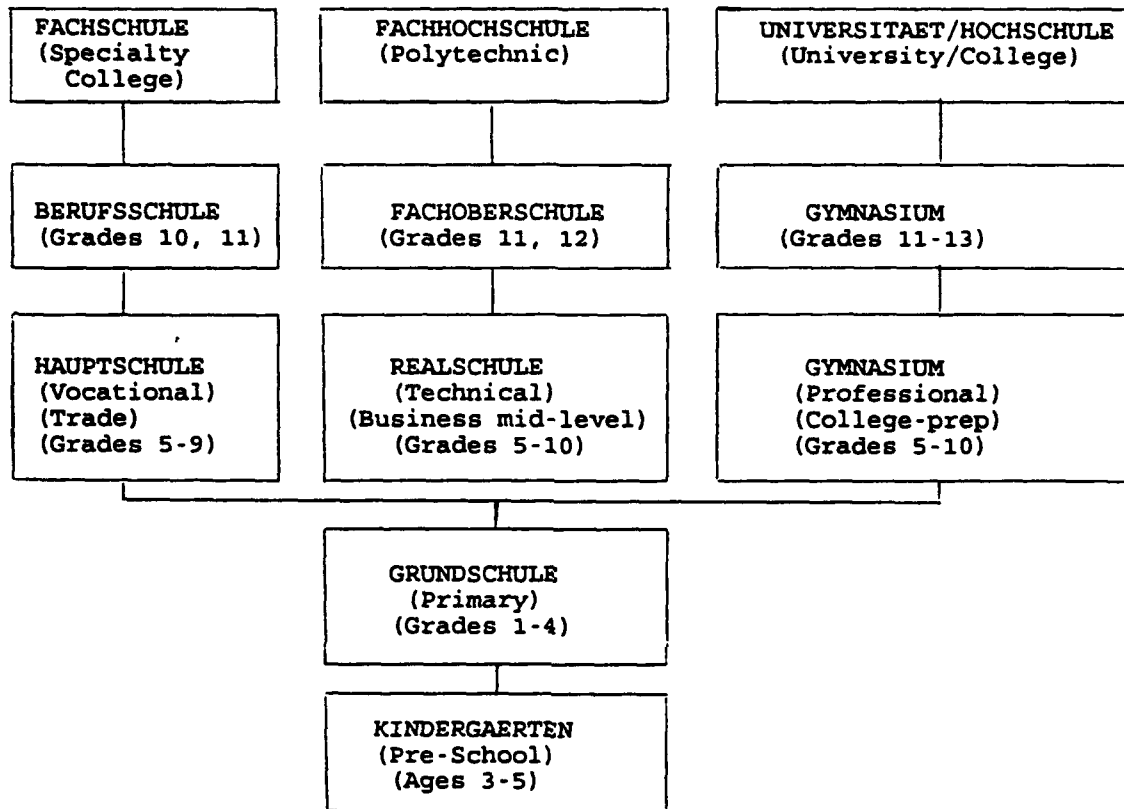 FACHSCHULE
(Specialty
College)
FACHHOCHSCHULE
(Polytechnic)
UNIVERSITAET/HOCHSCHULE
(University/College)
BERUFSSCHULE
(Grades 10, 11)
FACHOBERSCHULE
(Grades 11, 12)
GYMNASIUM
(Grades 11-13)
HAUPTSCHULE
(Vocational)
(Trade)
(Grades 5-9)
REALSCHULE
(Technical)
(Business mid-level)
(Grades 5-10)
GYMNASIUM
(Professional)
(College-prep)
(Grades 5-10)
GRUNDSCHULE
(Primary)
(Grades 1-4)
KINDERGAERTEN
(Pre-School)
(Ages 3-5)